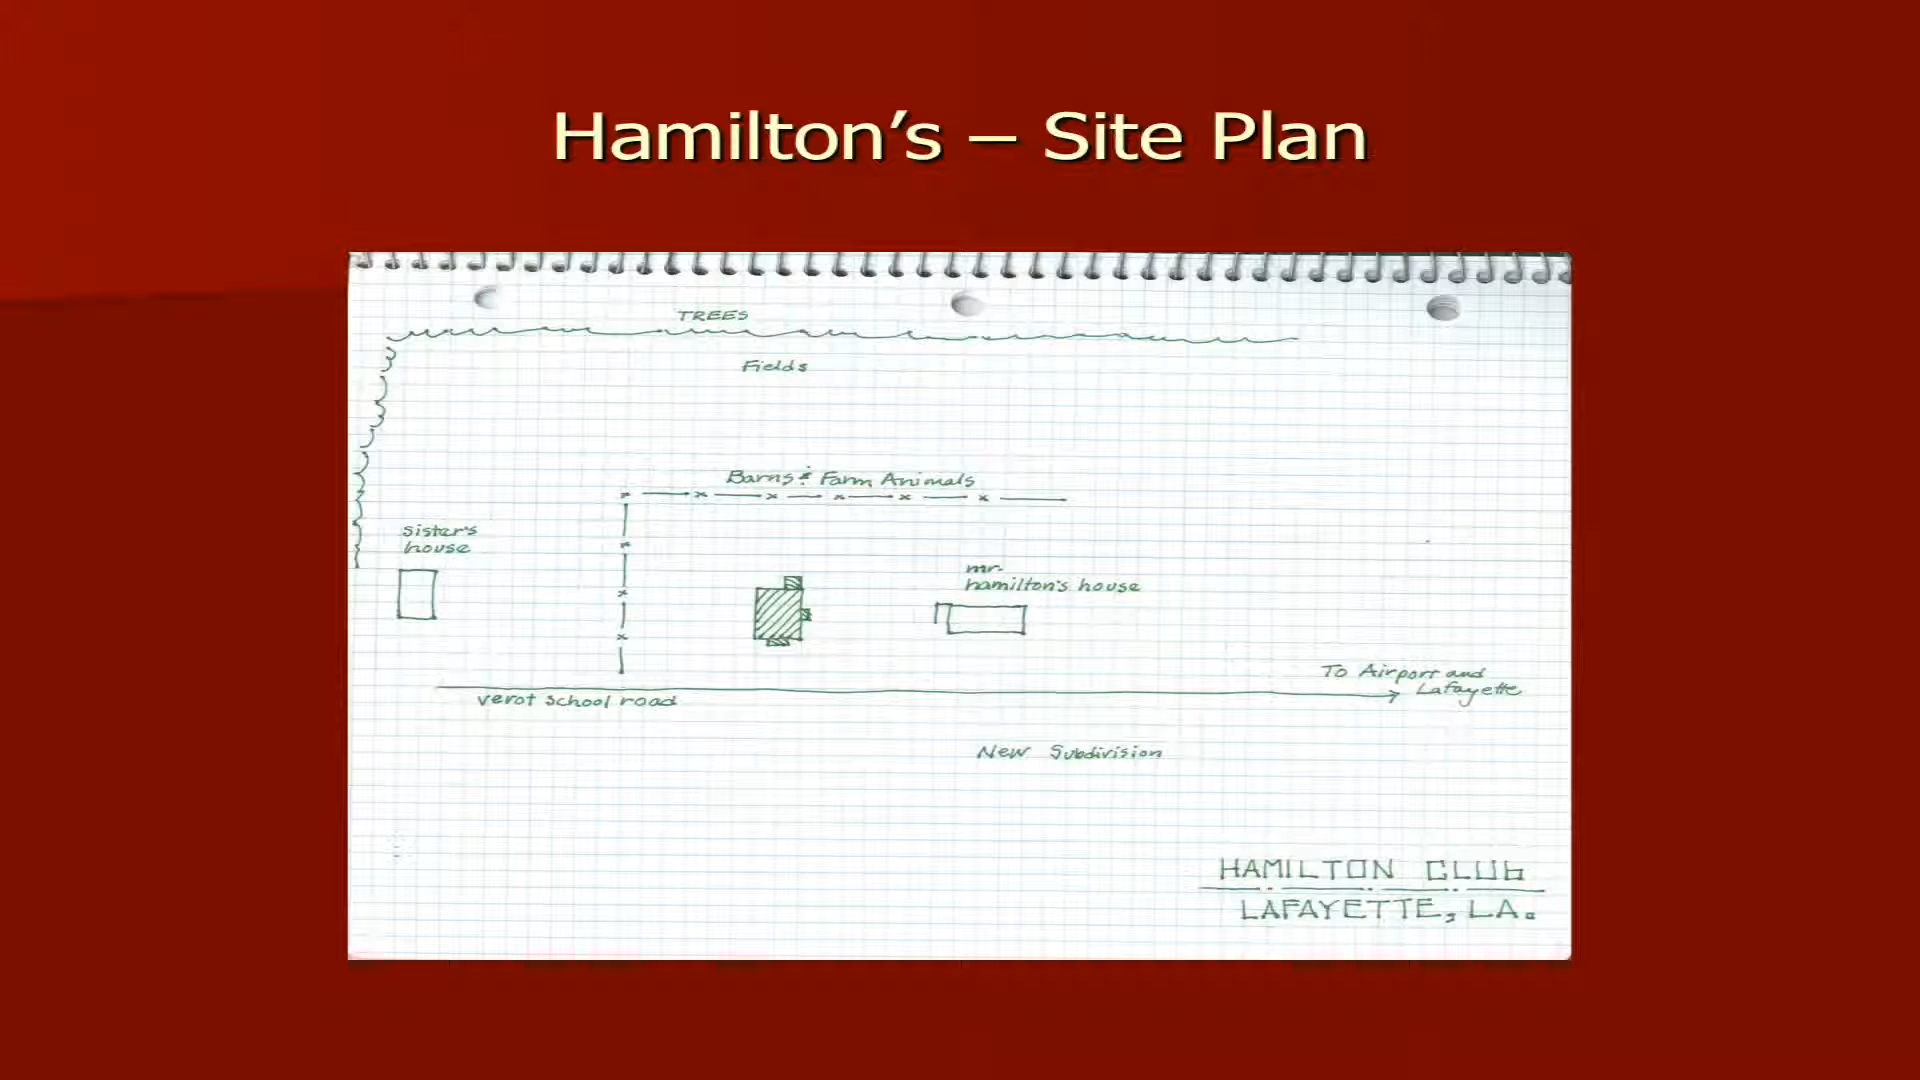 Hamilton’s – Site Plan
TREES
Fields
Barns & Farm Animals
sister's
house
mr.
hamilton's house
To Airport and
Lafayette
verot school road
New Subdivision
HAMILTON CLUb
LAFAYETTE, LA.